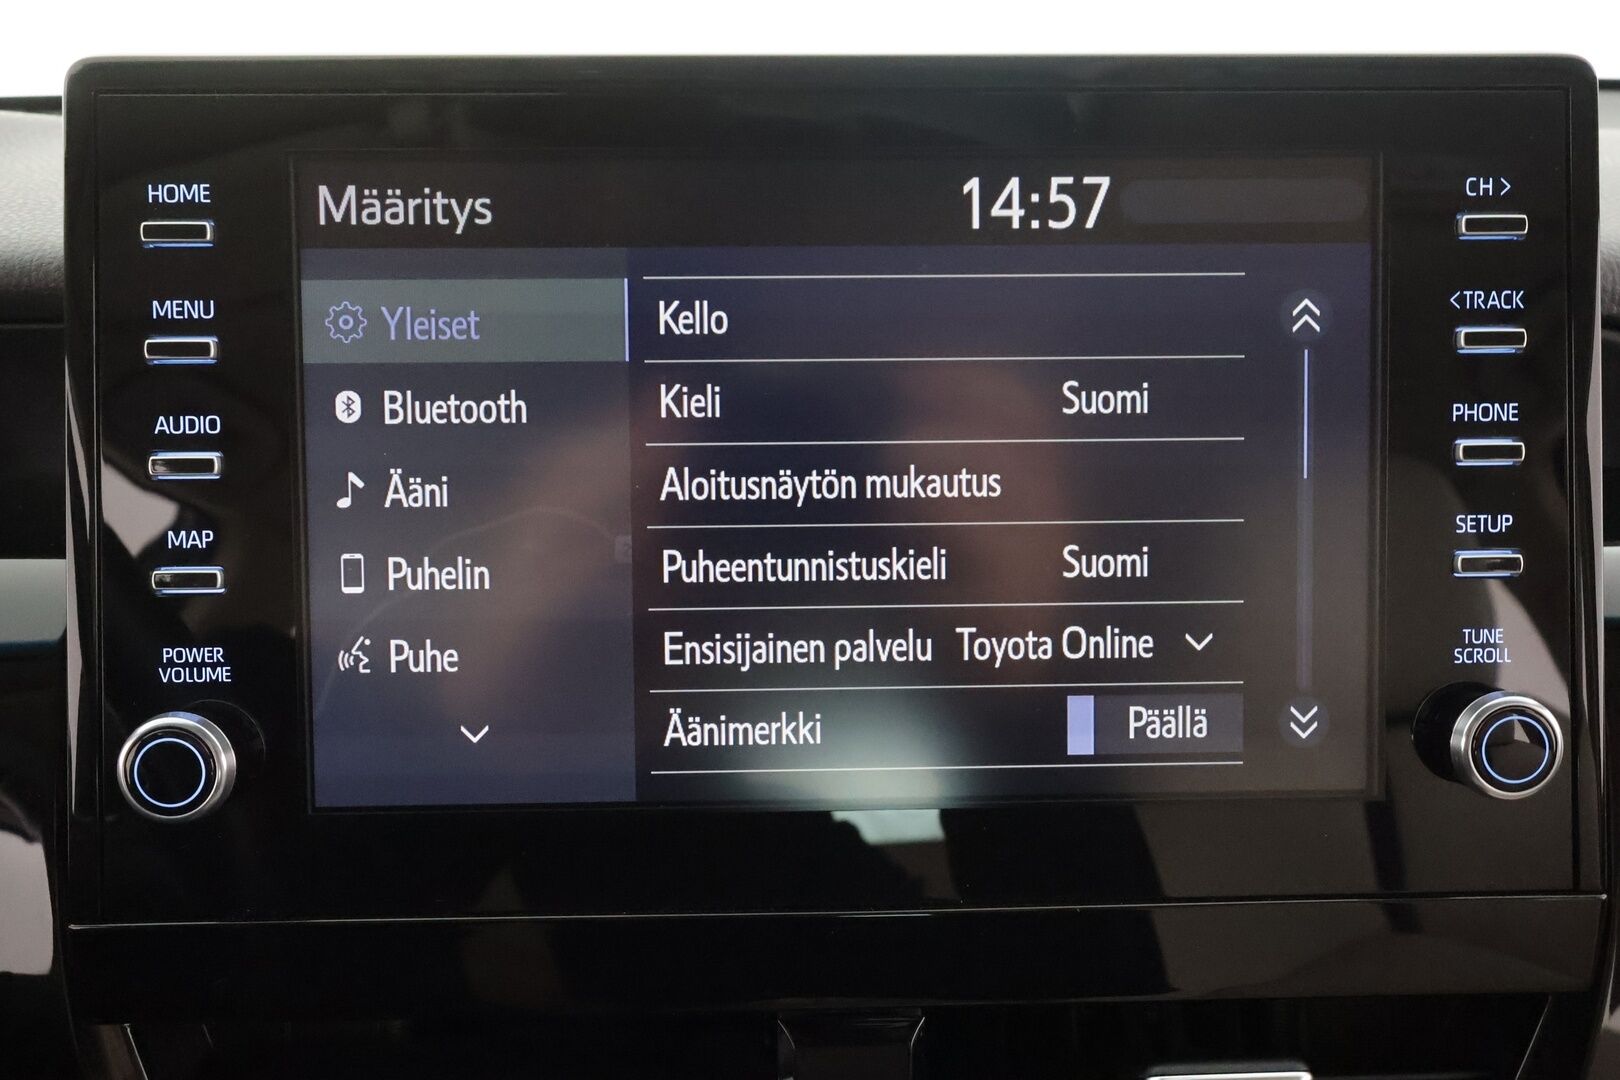 HOME
MENU
AUDIO
MAP
POWER
VOLUME
Määritys
14:57
Yleiset
Bluetooth
Ääni
Puhelin
Puhe
Kello
Kieli Suomi
Aloitusnäytön mukautus
Puheentunnistuskieli Suomi
Ensisijainen palvelu Toyota Online
Äänimerkki Päällä
CH >
<TRACK
PHONE
SETUP
TUNE
SCROLL